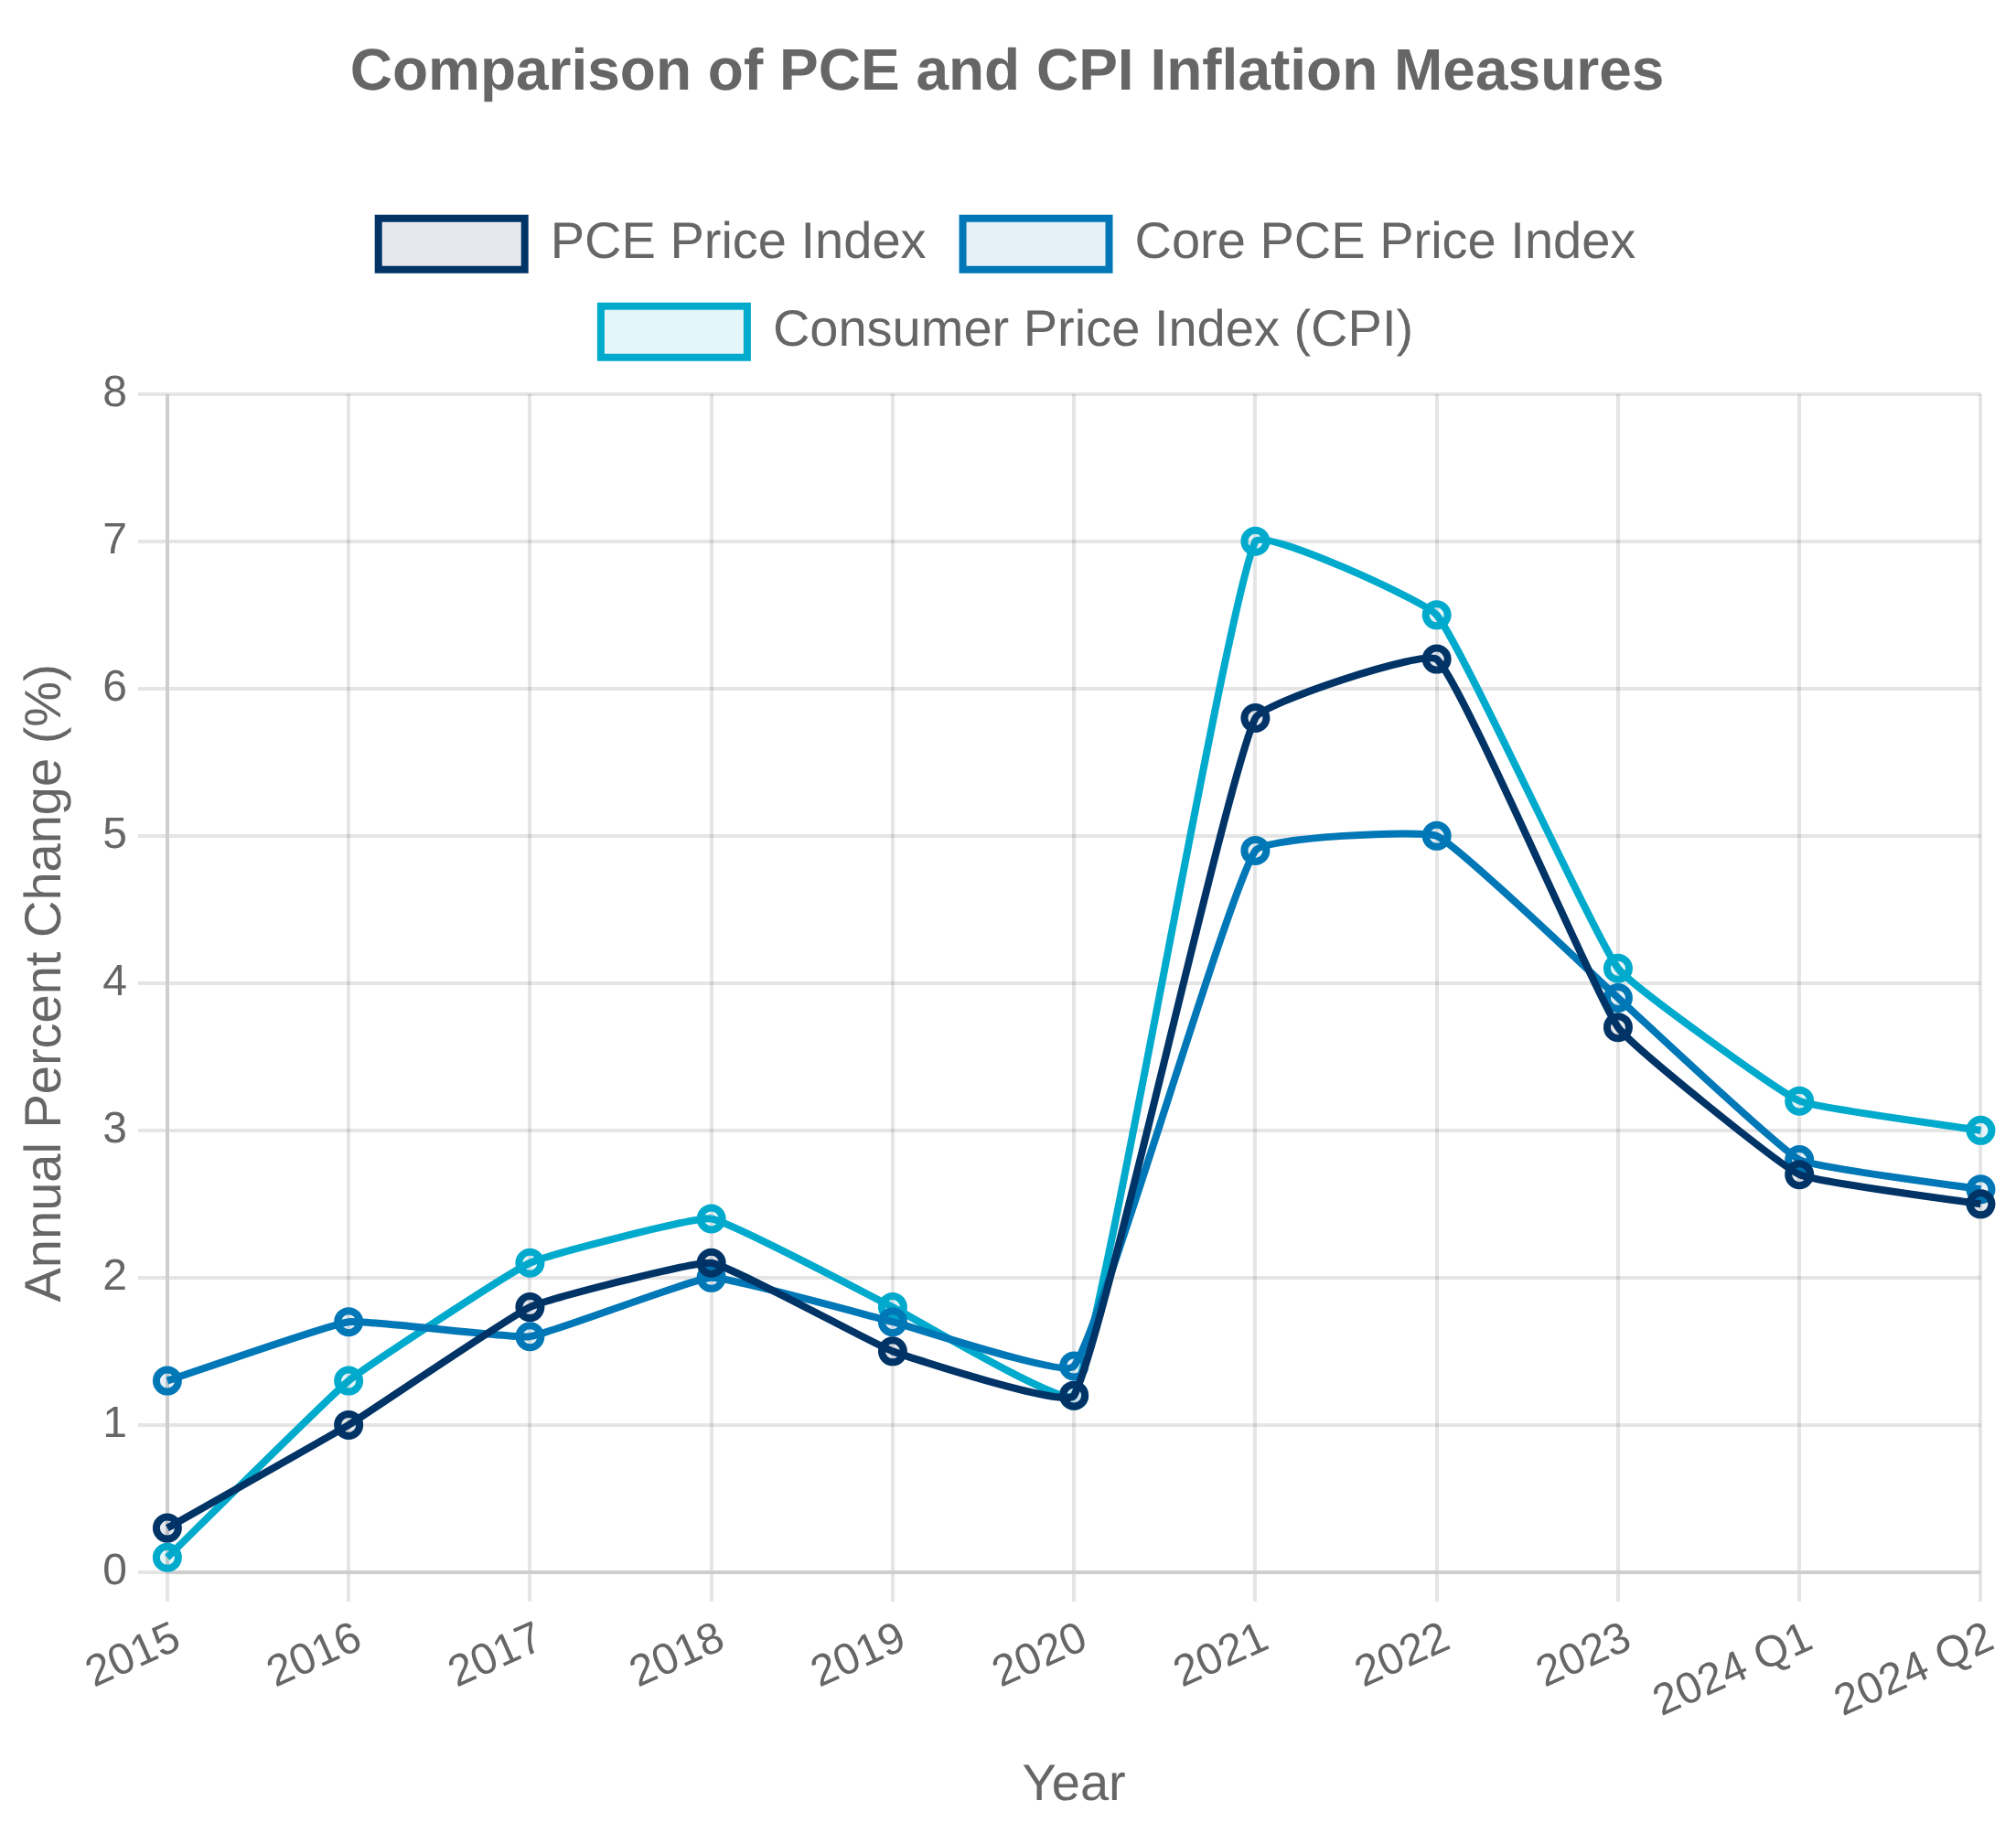 Comparison of PCE and CPI Inflation Measures
PCE Price Index
Core PCE Price Index
Consumer Price Index (CPI)
Annual Percent Change (%)
8
7
6
5
4
3
2
1
0
2015
2016
2017
2018
2019
2020
2021
2022
2023
2024 Q1
2024 Q2
Year